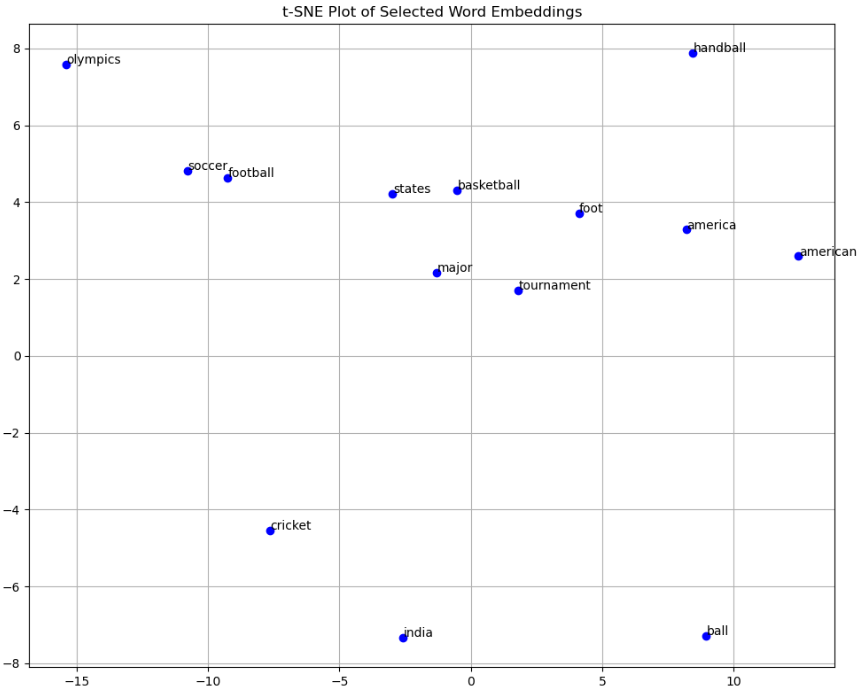 t-SNE Plot of Selected Word Embeddings
8
handball
olympics
6
soccer
football
states
basketball
4
foot
america
american
2
major
tournament
0
−2
−4
cricket
−6
india
ball
−8
−15
−10
−5
0
5
10